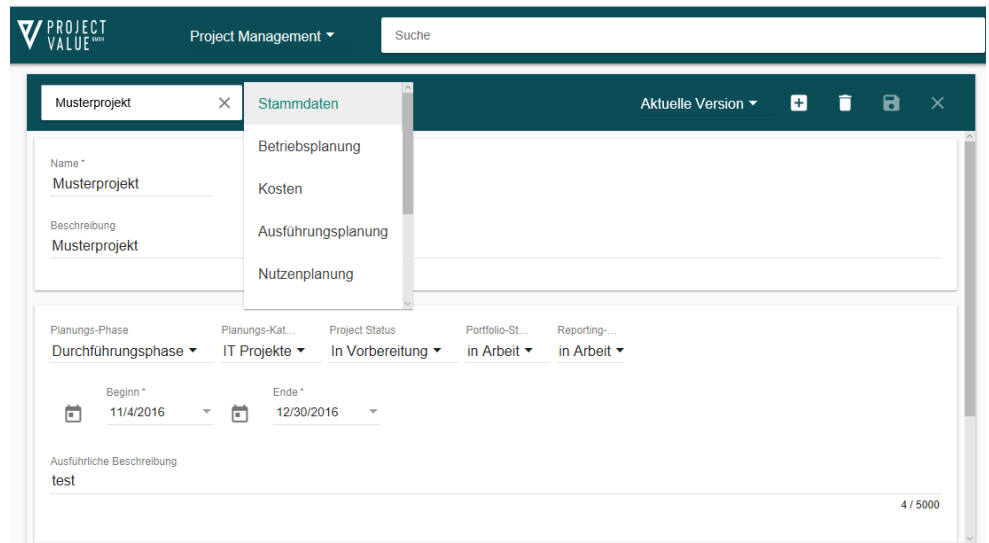 PROJECT
VALUE GMBH
Project Management
Suche
Musterprojekt
Stammdaten
Aktuelle Version
Betriebsplanung
Kosten
Ausführungsplanung
Nutzenplanung
Name *
Musterprojekt
Beschreibung
Musterprojekt
Planungs-Phase Planungs-Kat... Project Status Portfolio-St... Reporting-...
Durchführungsphase IT Projekte In Vorbereitung in Arbeit in Arbeit
Beginn * Ende *
11/4/2016 12/30/2016
Ausführliche Beschreibung
test
4 / 5000